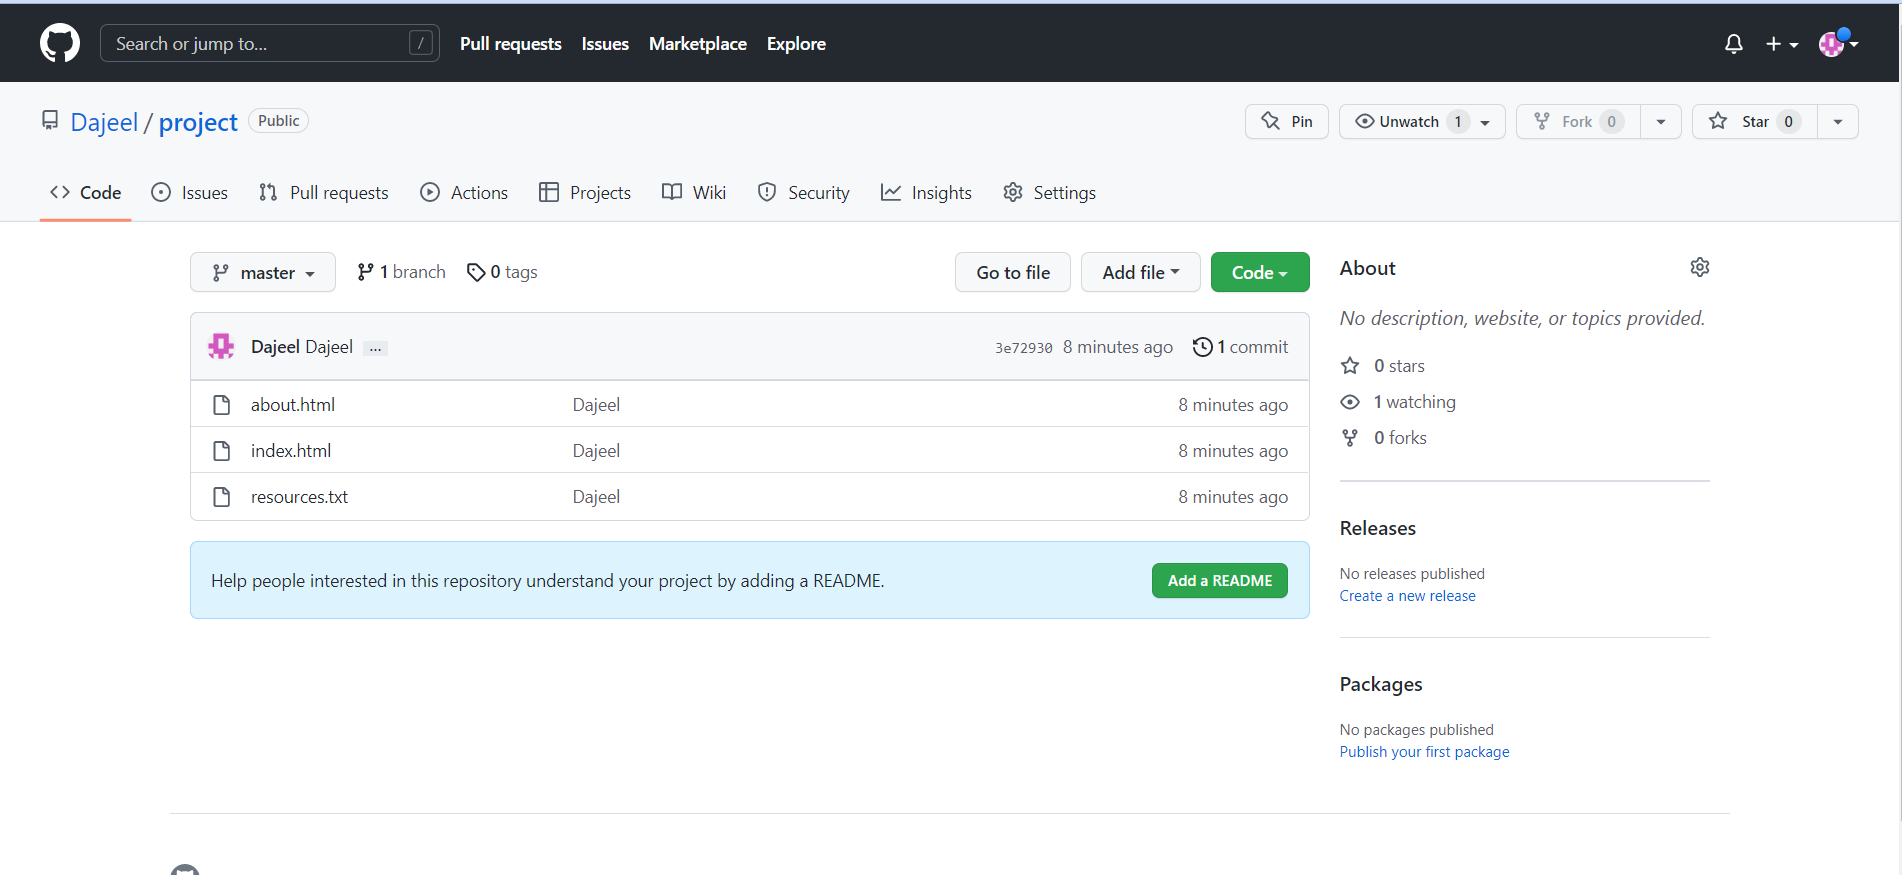 Search or jump to... /
Pull requests Issues Marketplace Explore
Dajeel / project Public
Pin Unwatch 1 Fork 0 Star 0
Code Issues Pull requests Actions Projects Wiki Security Insights Settings
master 1 branch 0 tags Go to file Add file Code
Dajeel Dajeel ... 3e72930 8 minutes ago 1 commit
about.html Dajeel 8 minutes ago
index.html Dajeel 8 minutes ago
resources.txt Dajeel 8 minutes ago
Help people interested in this repository understand your project by adding a README. Add a README
About
No description, website, or topics provided.
0 stars
1 watching
0 forks
Releases
No releases published
Create a new release
Packages
No packages published
Publish your first package